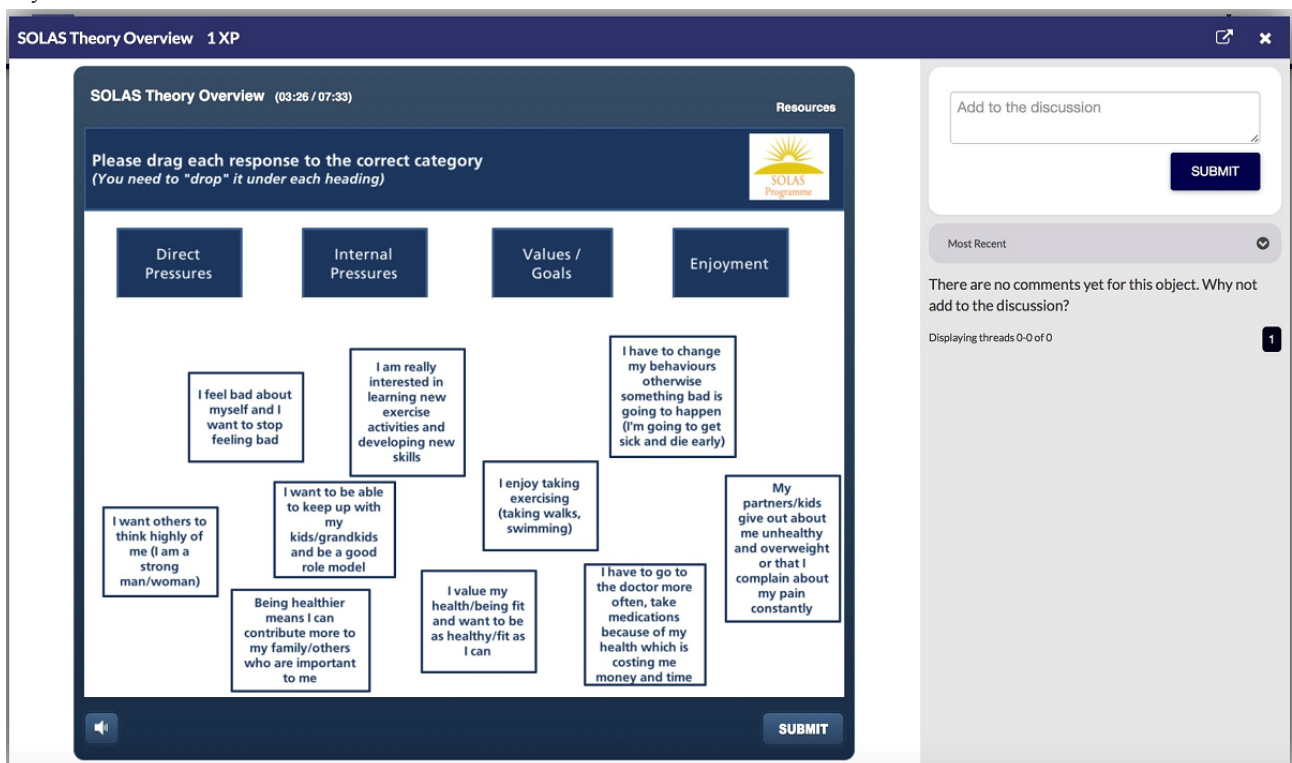 SOLAS Theory Overview 1 XP
SOLAS Theory Overview (03:26 / 07:33)
Resources
Please drag each response to the correct category
(You need to "drop" it under each heading)
SOLAS
Programme
Direct
Pressures
Internal
Pressures
Values /
Goals
Enjoyment
I feel bad about
myself and I
want to stop
feeling bad
I am really
interested in
learning new
exercise
activities and
developing new
skills
I have to change
my behaviours
otherwise
something bad is
going to happen
(I'm going to get
sick and die early)
I want others to
think highly of
me (I am a
strong
man/woman)
I want to be able
to keep up with
my
kids/grandkids
and be a good
role model
I enjoy taking
exercising
(taking walks,
swimming)
My
partners/kids
give out about
me unhealthy
and overweight
or that I
complain about
my pain
constantly
Being healthier
means I can
contribute more to
my family/others
who are important
to me
I value my
health/being fit
and want to be
as healthy/fit as
I can
I have to go to
the doctor more
often, take
medications
because of my
health which is
costing me
money and time
SUBMIT
Add to the discussion
SUBMIT
Most Recent
There are no comments yet for this object. Why not
add to the discussion?
Displaying threads 0-0 of 0
1